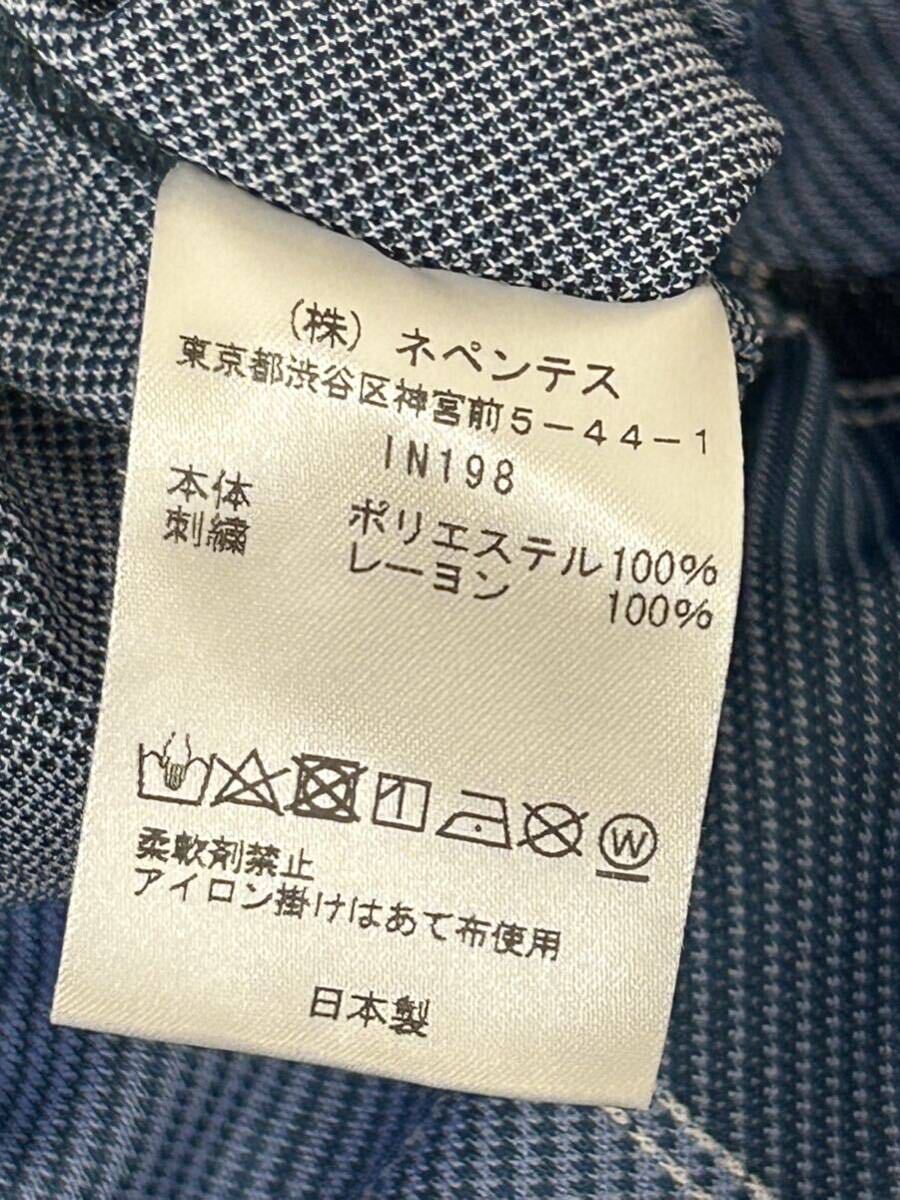 (株) ネペンテス
東京都渋谷区神宮前5-44-1
IN198
本体 ポリエステル100%
刺繍 レーヨン 100%
W
柔軟剤禁止
アイロン掛けはあて布使用
日本製